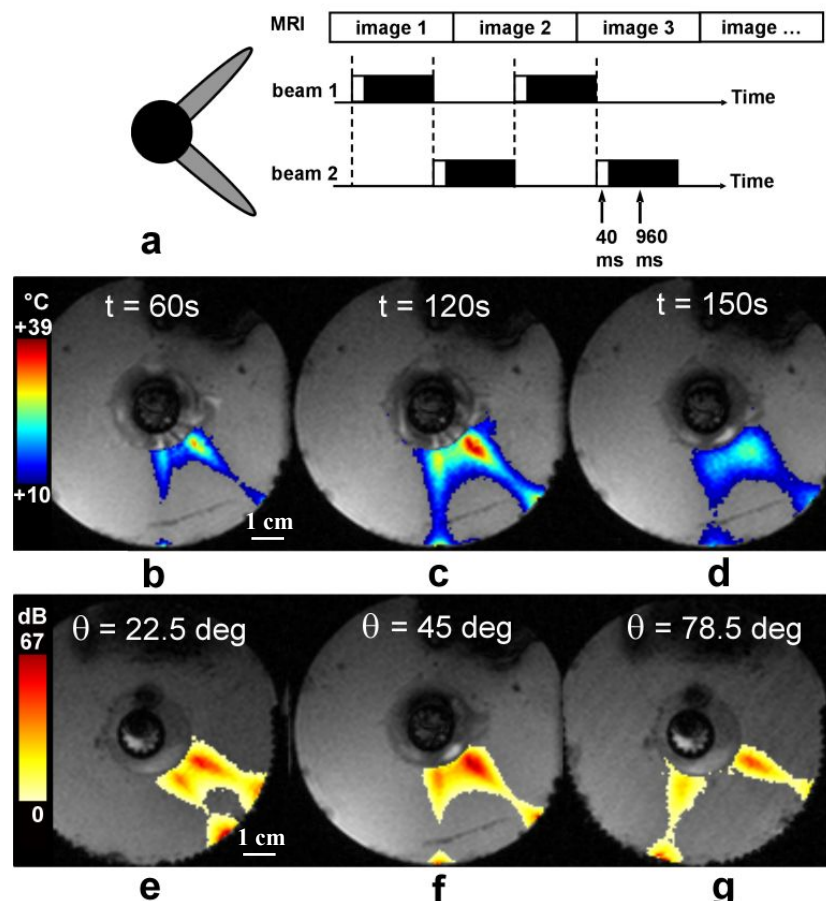 MRI image 1 image 2 image 3 image ...
beam 1
Time
beam 2
Time
40 ms
960 ms
a
°C
+39
+10
t = 60s
t = 120s
t = 150s
1 cm
b c d
dB
67
0
θ = 22.5 deg
θ = 45 deg
θ = 78.5 deg
1 cm
e f g